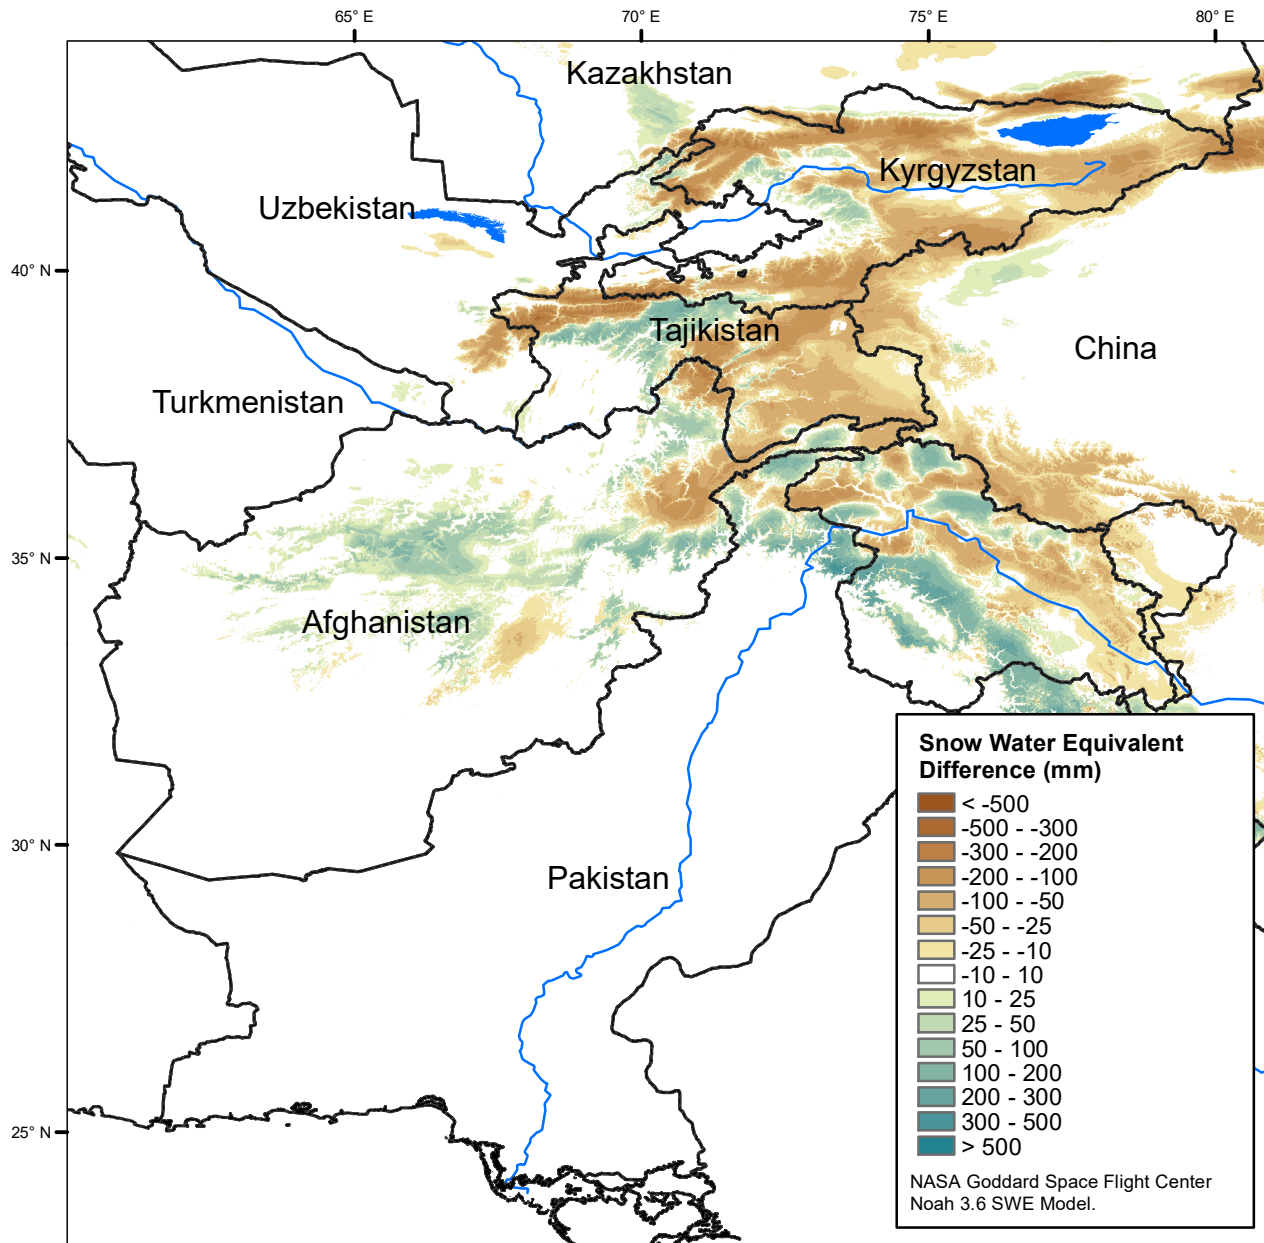 65° E
70° E
75° E
80° E
Kazakhstan
Kyrgyzstan
Uzbekistan
40° N
Tajikistan
China
Turkmenistan
35° N
Afghanistan
Snow Water Equivalent
Difference (mm)
< -500
-500 - -300
-300 - -200
-200 - -100
-100 - -50
-50 - -25
-25 - -10
-10 - 10
10 - 25
25 - 50
50 - 100
100 - 200
200 - 300
300 - 500
> 500
NASA Goddard Space Flight Center
Noah 3.6 SWE Model.
30° N
Pakistan
25° N